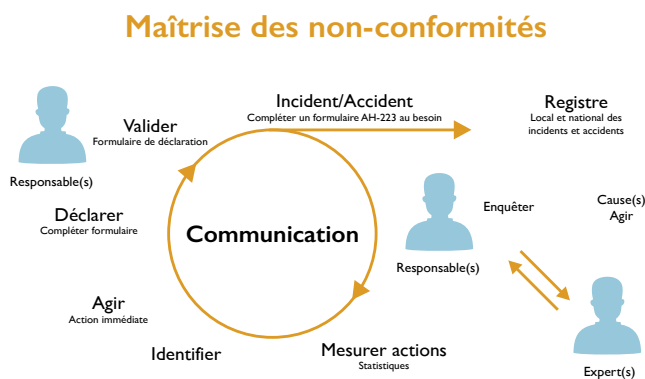 Maîtrise des non-conformités
Incident/Accident
Compléter un formulaire AH-223 au besoin
Registre
Local et national des
incidents et accidents
Valider
Formulaire de déclaration
Responsable(s)
Déclarer
Compléter formulaire
Communication
Enquêter
Cause(s)
Agir
Responsable(s)
Agir
Action immédiate
Identifier
Mesurer actions
Statistiques
Expert(s)